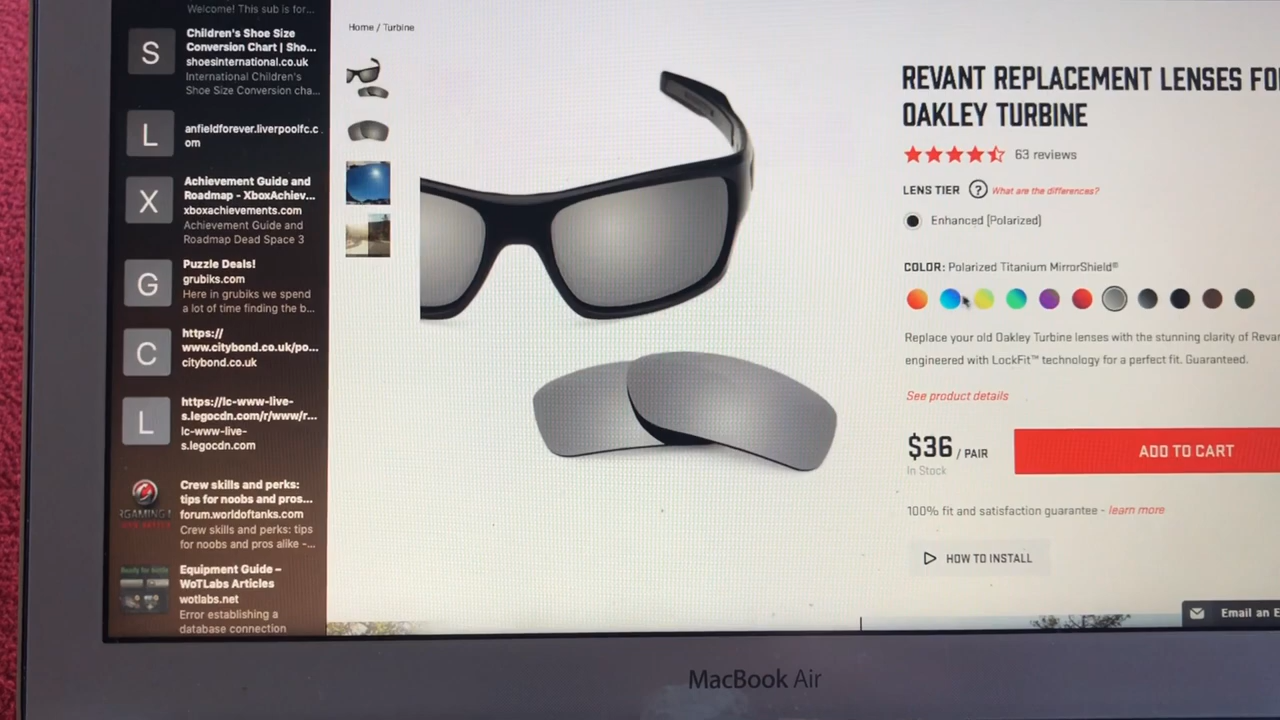 Welcome! This sub is for...
S
Children's Shoe Size
Conversion Chart | Sho...
shoesinternational.co.uk
International Children's
Shoe Size Conversion cha...
L
anfieldforever.liverpoolfc.c
om
X
Achievement Guide and
Roadmap - XboxAchiev...
xboxachievements.com
Achievement Guide and
Roadmap Dead Space 3
G
Puzzle Deals!
grubiks.com
Here in grubiks we spend
a lot of time finding the b...
C
https://
www.citybond.co.uk/po...
citybond.co.uk
L
https://lc-www-live-
s.legocdn.com/r/www/r...
lc-www-live-
s.legocdn.com
Crew skills and perks:
tips for noobs and pros...
forum.worldoftanks.com
Crew skills and perks: tips
for noobs and pros alike -...
Equipment Guide –
WoTLabs Articles
wotlabs.net
Error establishing a
database connection
Home / Turbine
REVANT REPLACEMENT LENSES FO
OAKLEY TURBINE
63 reviews
LENS TIER ? What are the differences?
Enhanced [Polarized]
COLOR: Polarized Titanium MirrorShield®
Replace your old Oakley Turbine lenses with the stunning clarity of Reva
engineered with LockFit™ technology for a perfect fit. Guaranteed.
See product details
$36 / PAIR
In Stock
ADD TO CART
100% fit and satisfaction guarantee - learn more
HOW TO INSTALL
Email an E
MacBook Air